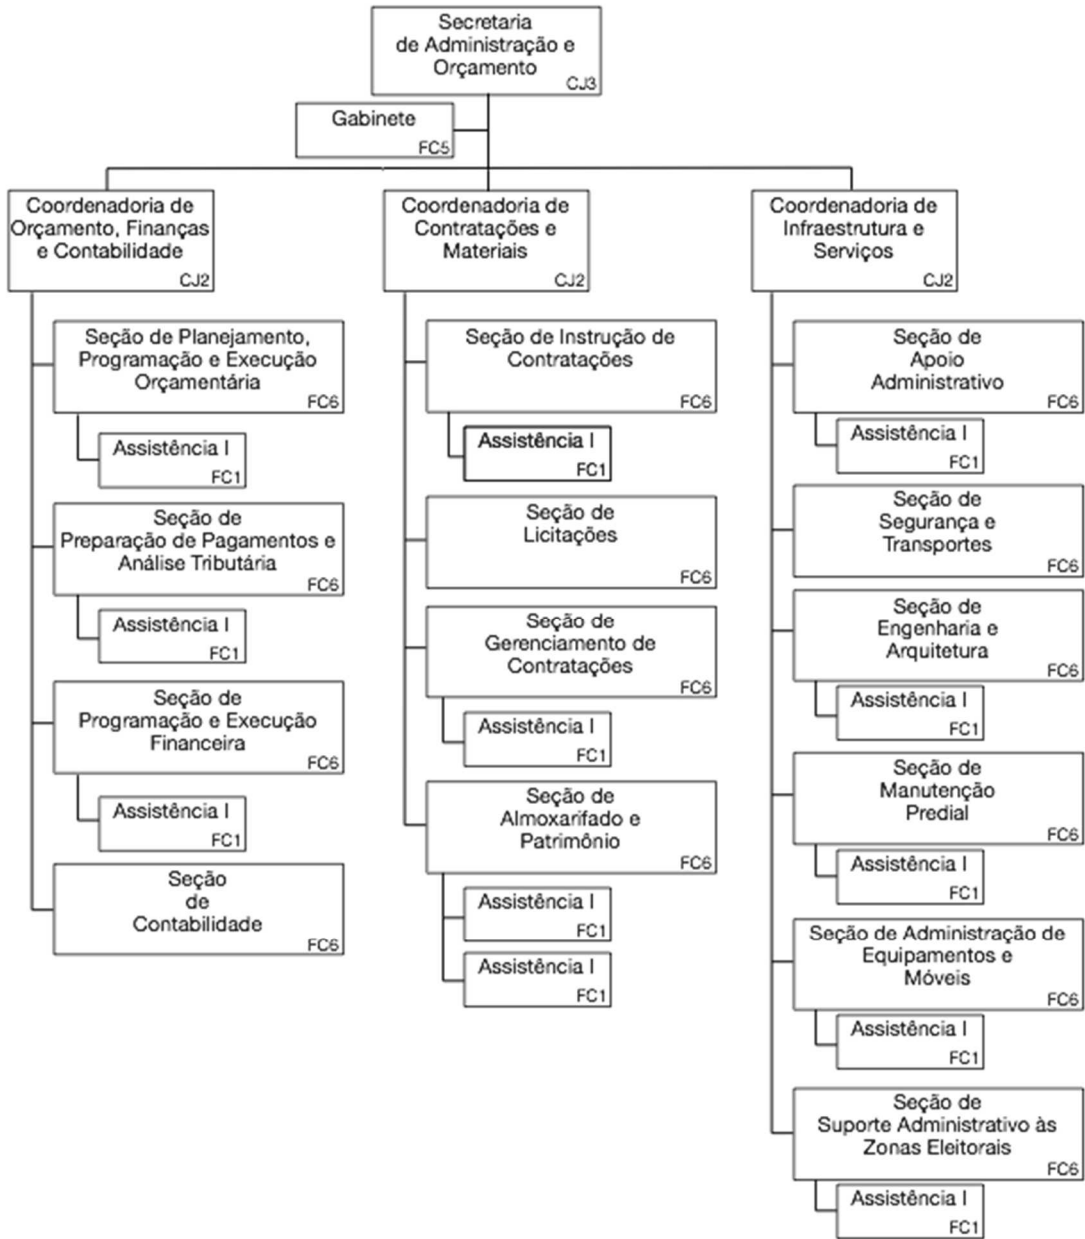 Secretaria
de Administração e
Orçamento
CJ3
Gabinete
FC5
Coordenadoria de
Orçamento, Finanças
e Contabilidade
CJ2
Seção de Planejamento,
Programação e Execução
Orçamentária
FC6
Assistência I
FC1
Seção de
Preparação de Pagamentos e
Análise Tributária
FC6
Assistência I
FC1
Seção de
Programação e Execução
Financeira
FC6
Assistência I
FC1
Seção
de
Contabilidade
FC6
Coordenadoria de
Contratações e
Materiais
CJ2
Seção de Instrução de
Contratações
FC6
Assistência I
FC1
Seção de
Licitações
FC6
Seção de
Gerenciamento de
Contratações
FC6
Assistência I
FC1
Seção de
Almoxarifado e
Patrimônio
FC6
Assistência I
FC1
Assistência I
FC1
Coordenadoria de
Infraestrutura e
Serviços
CJ2
Seção de
Apoio
Administrativo
FC6
Assistência I
FC1
Seção de
Segurança e
Transportes
FC6
Seção de
Engenharia e
Arquitetura
FC6
Assistência I
FC1
Seção de
Manutenção
Predial
FC6
Assistência I
FC1
Seção de Administração de
Equipamentos e
Móveis
FC6
Assistência I
FC1
Seção de
Suporte Administrativo às
Zonas Eleitorais
FC6
Assistência I
FC1